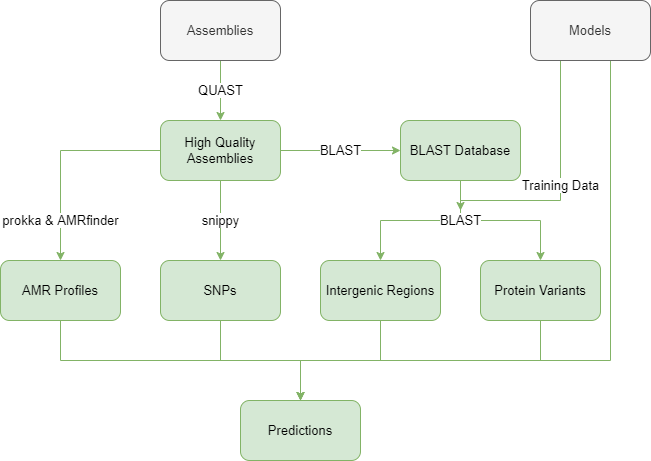 Assemblies
Models
QUAST
High Quality
Assemblies
BLAST
BLAST Database
Training Data
prokka & AMRfinder
snippy
BLAST
AMR Profiles
SNPs
Intergenic Regions
Protein Variants
Predictions